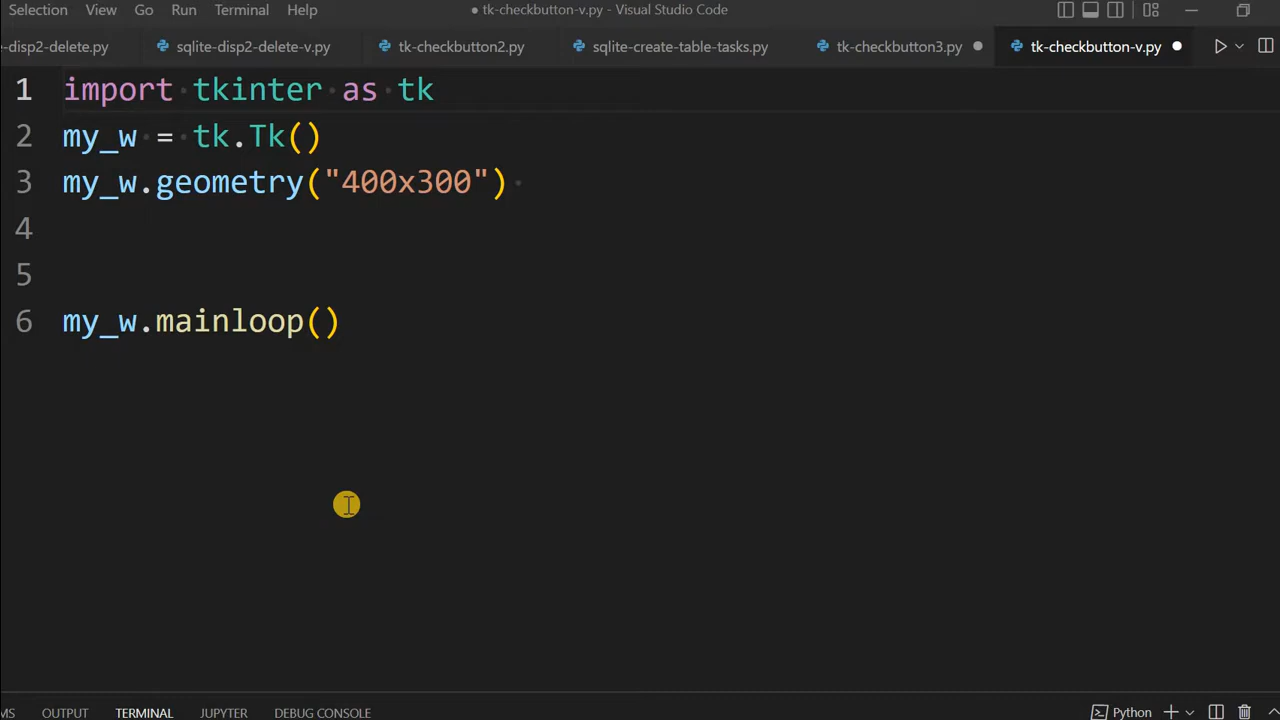 Selection View Go Run Terminal Help ● tk-checkbutton-v.py - Visual Studio Code
-disp2-delete.py sqlite-disp2-delete-v.py tk-checkbutton2.py sqlite-create-table-tasks.py tk-checkbutton3.py tk-checkbutton-v.py
1 import tkinter as tk
2 my_w = tk.Tk()
3 my_w.geometry("400x300")
4
5
6 my_w.mainloop()
MS OUTPUT TERMINAL JUPYTER DEBUG CONSOLE Python